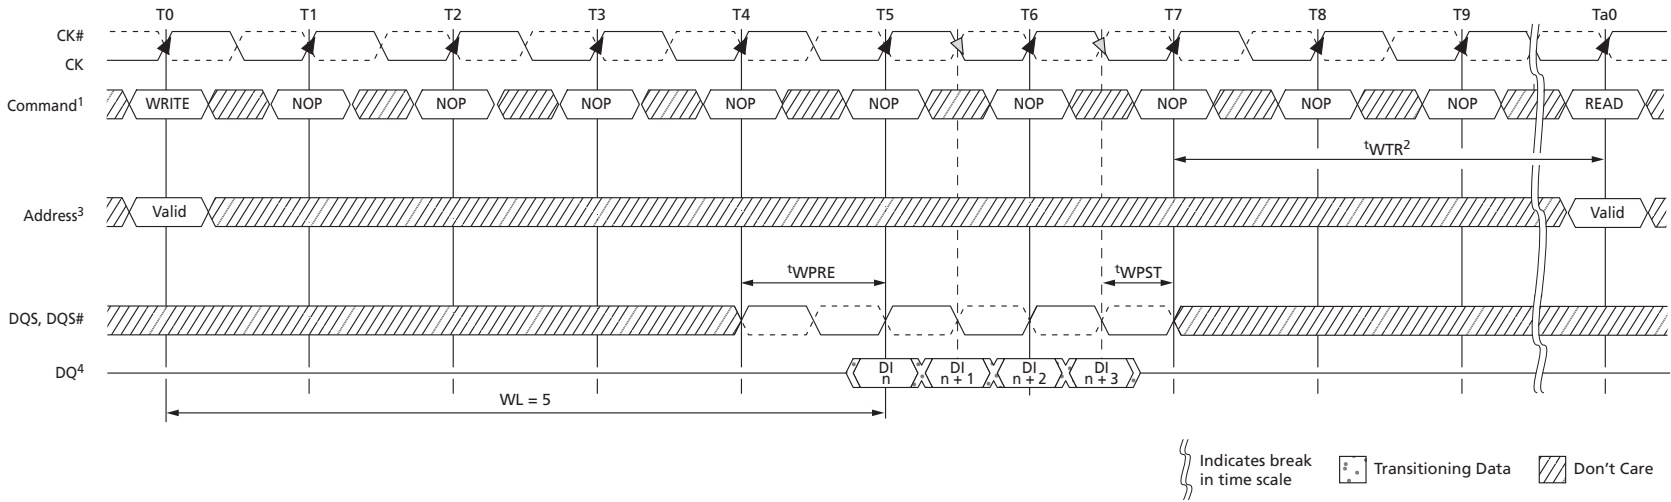 T0 T1 T2 T3 T4 T5 T6 T7 T8 T9 Ta0
CK#
CK
Command1 WRITE NOP NOP NOP NOP NOP NOP NOP NOP NOP READ
tWTR2
Address3 Valid Valid
tWPRE tWPST
DQS, DQS#
DQ4 DI n DI n + 1 DI n + 2 DI n + 3
WL = 5
Indicates break
in time scale
Transitioning Data
Don't Care